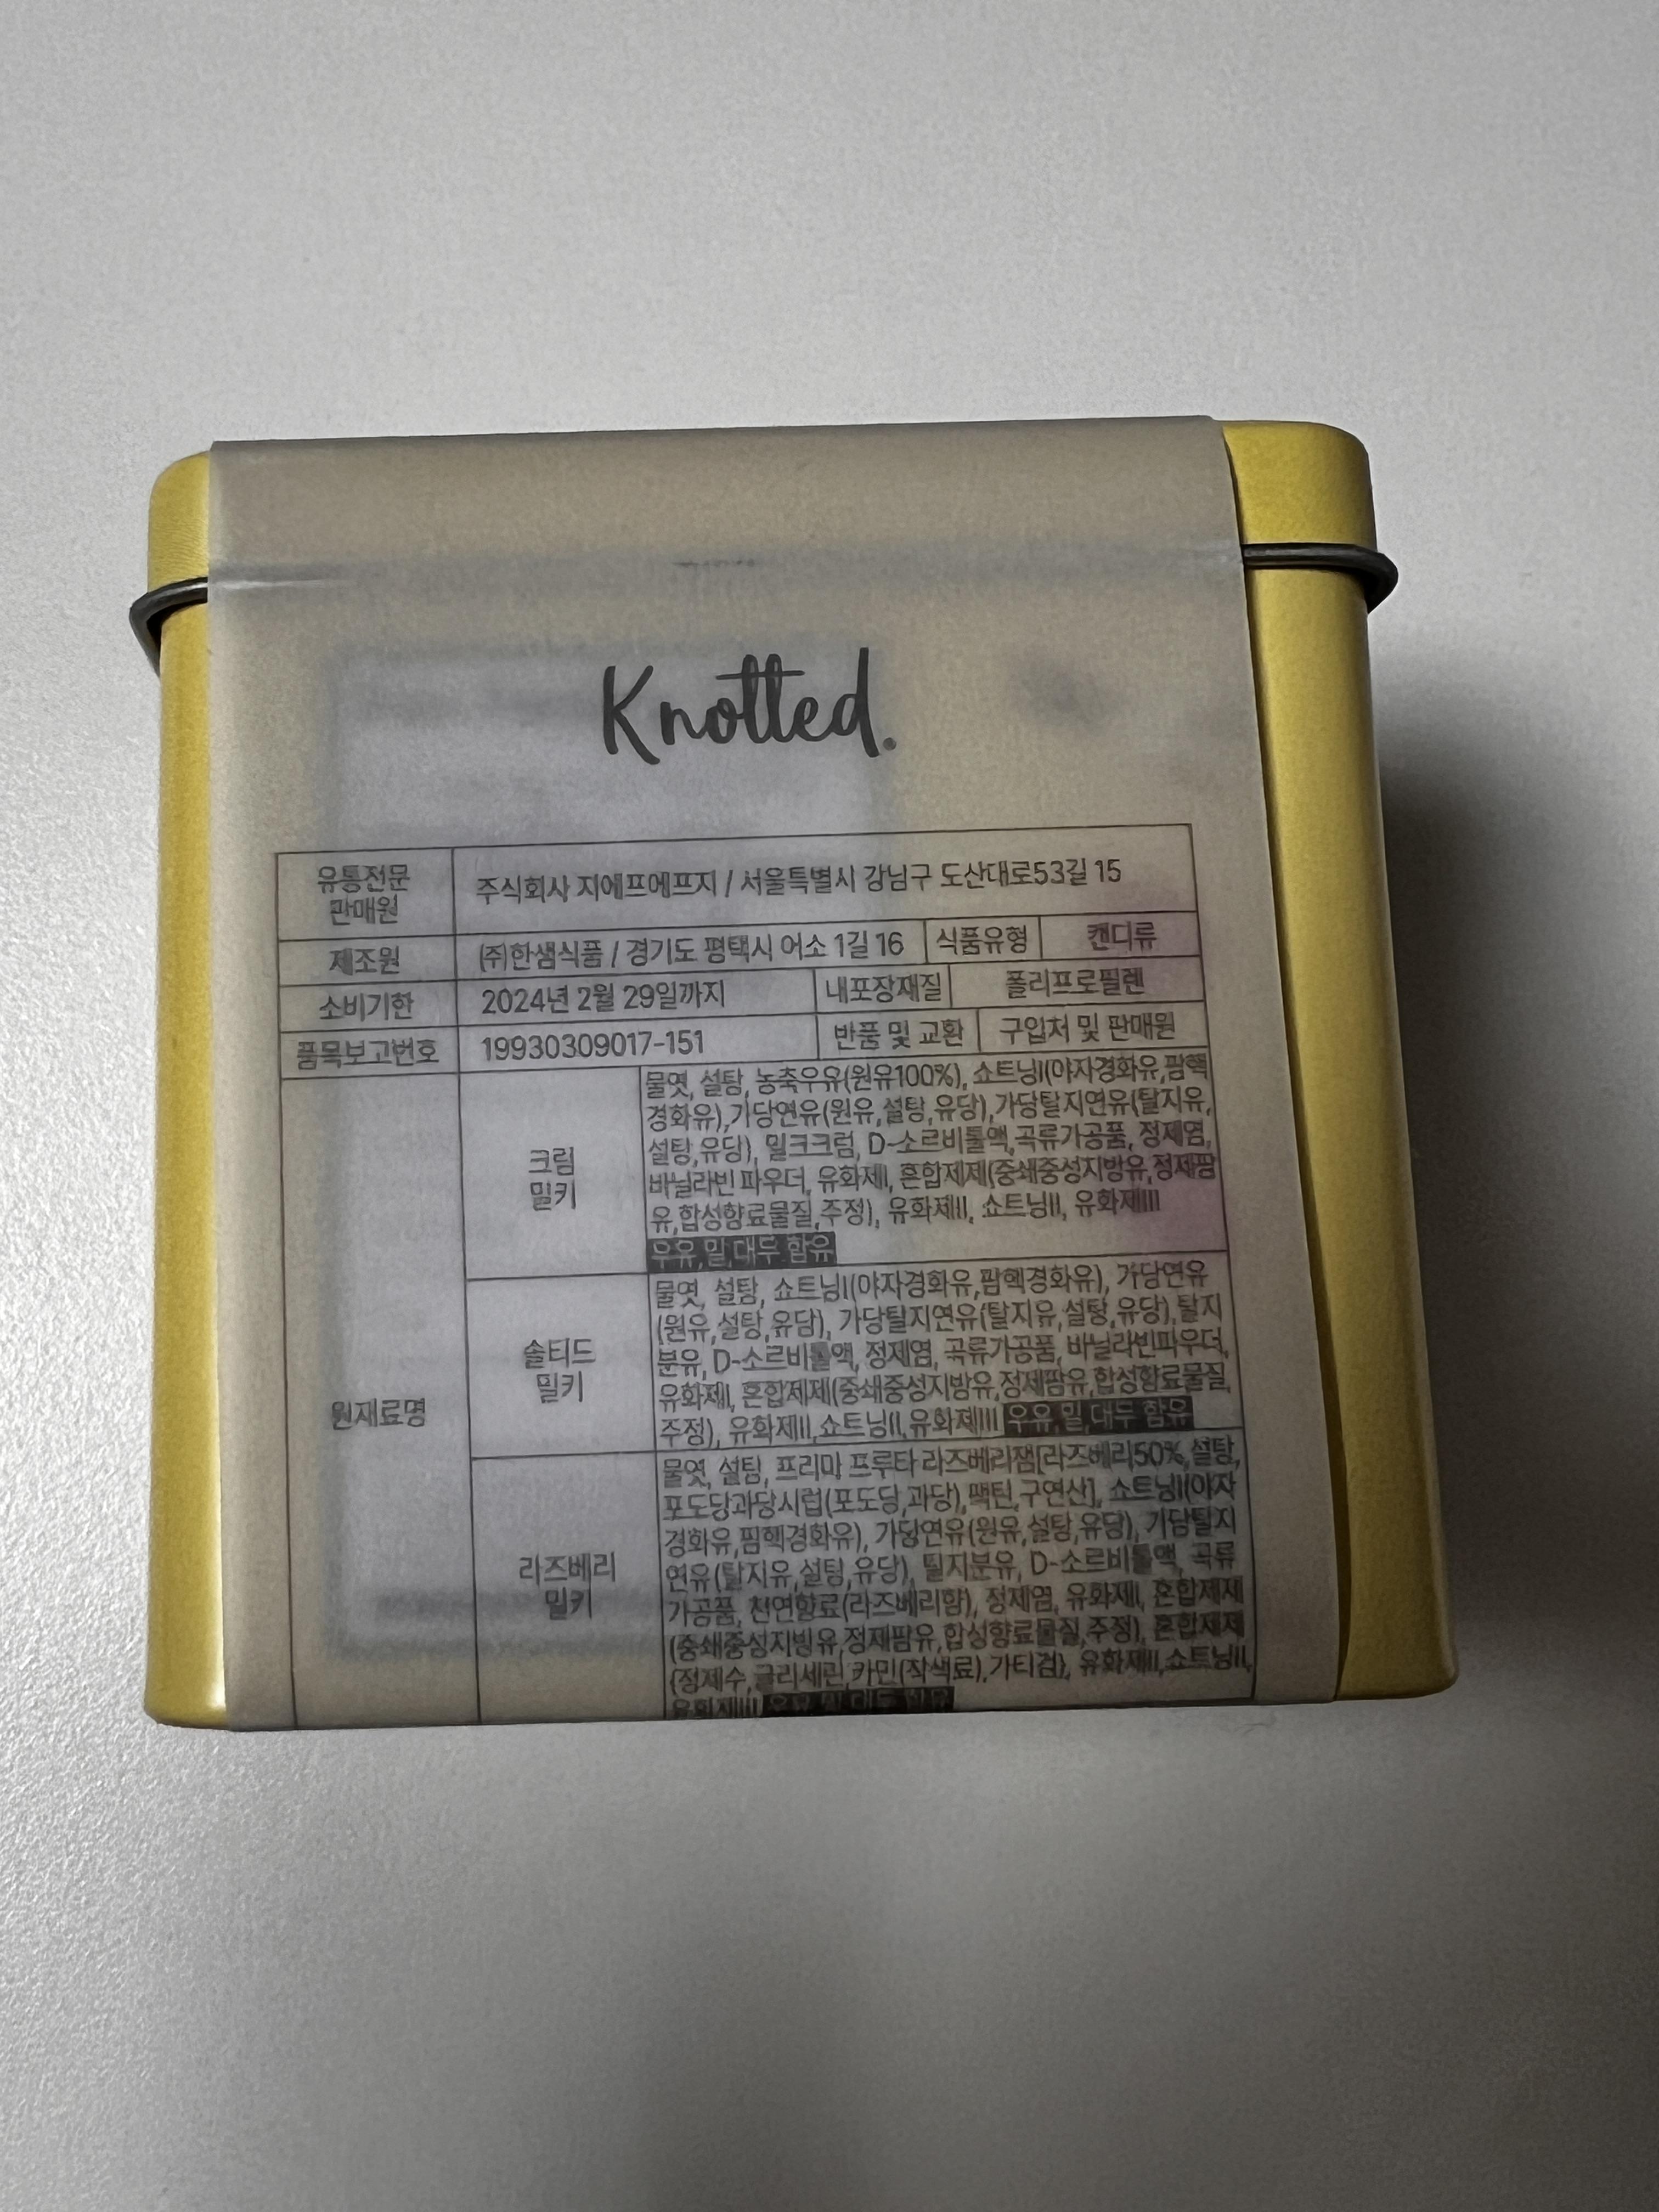 Knotted.
유통전문
판매원
주식회사 지에프에프지 / 서울특별시 강남구 도산대로53길 15
제조원
㈜한샘식품 / 경기도 평택시 어소 1길 16
식품유형
캔디류
소비기한
2024년 2월 29일까지
내포장재질
폴리프로필렌
품목보고번호
19930309017-151
반품 및 교환
구입처 및 판매원
원재료명
크림
밀키
물엿, 설탕, 농축우유(원유100%), 쇼트닝I(야자경화유,팜핵
경화유),가당연유(원유,설탕,유당),가당탈지연유(탈지유,
설탕,유당), 밀크크럼, D-소르비톨액,곡류가공품, 정제염,
바닐라빈 파우더, 유화제I, 혼합제제(중쇄중성지방유,정제팜
유,합성향료물질,주정), 유화제II, 쇼트닝II, 유화제III
우유,밀,대두 함유
솔티드
밀키
물엿, 설탕, 쇼트닝I(야자경화유,팜핵경화유), 가당연유
(원유,설탕,유당), 가당탈지연유(탈지유,설탕,유당),탈지
분유, D-소르비톨액, 정제염, 곡류가공품, 바닐라빈파우더,
유화제I, 혼합제제(중쇄중성지방유,정제팜유,합성향료물질,
주정), 유화제II,쇼트닝II,유화제III 우유,밀,대두 함유
라즈베리
밀키
물엿, 설탕, 프리마 프루타 라즈베리잼[라즈베리50%,설탕,
포도당과당시럽(포도당,과당),팩틴,구연산], 쇼트닝I(야자
경화유,팜핵경화유), 가당연유(원유,설탕,유당), 가당탈지
연유(탈지유,설탕,유당), 탈지분유, D-소르비톨액, 곡류
가공품, 천연향료(라즈베리향), 정제염, 유화제I, 혼합제제
(중쇄중성지방유,정제팜유,합성향료물질,주정), 혼합제제
{정제수,글리세린,카민(착색료),가티검}, 유화제II,쇼트닝II,
유화제III 우유,밀,대두 함유